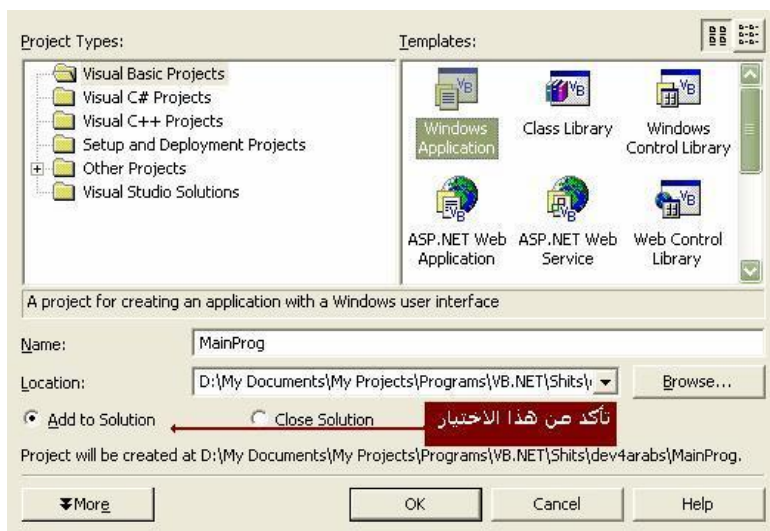 Project Types:
Templates:
Visual Basic Projects
Visual C# Projects
Visual C++ Projects
Setup and Deployment Projects
Other Projects
Visual Studio Solutions
Windows Application
Class Library
Windows Control Library
ASP.NET Web Application
ASP.NET Web Service
Web Control Library
A project for creating an application with a Windows user interface
Name: MainProg
Location: D:\My Documents\My Projects\Programs\VB.NET\Shits\ Browse...
Add to Solution Close Solution تأكد من هذا الاختيار
Project will be created at D:\My Documents\My Projects\Programs\VB.NET\Shits\dev4arabs\MainProg.
More OK Cancel Help